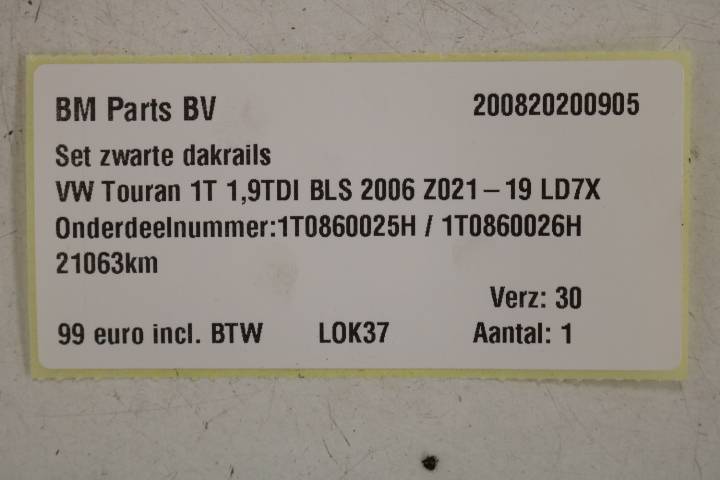 BM Parts BV 200820200905
Set zwarte dakrails
VW Touran 1T 1,9TDI BLS 2006 Z021-19 LD7X
Onderdeelnummer:1T0860025H / 1T0860026H
21063km
Verz: 30
99 euro incl. BTW LOK37 Aantal: 1